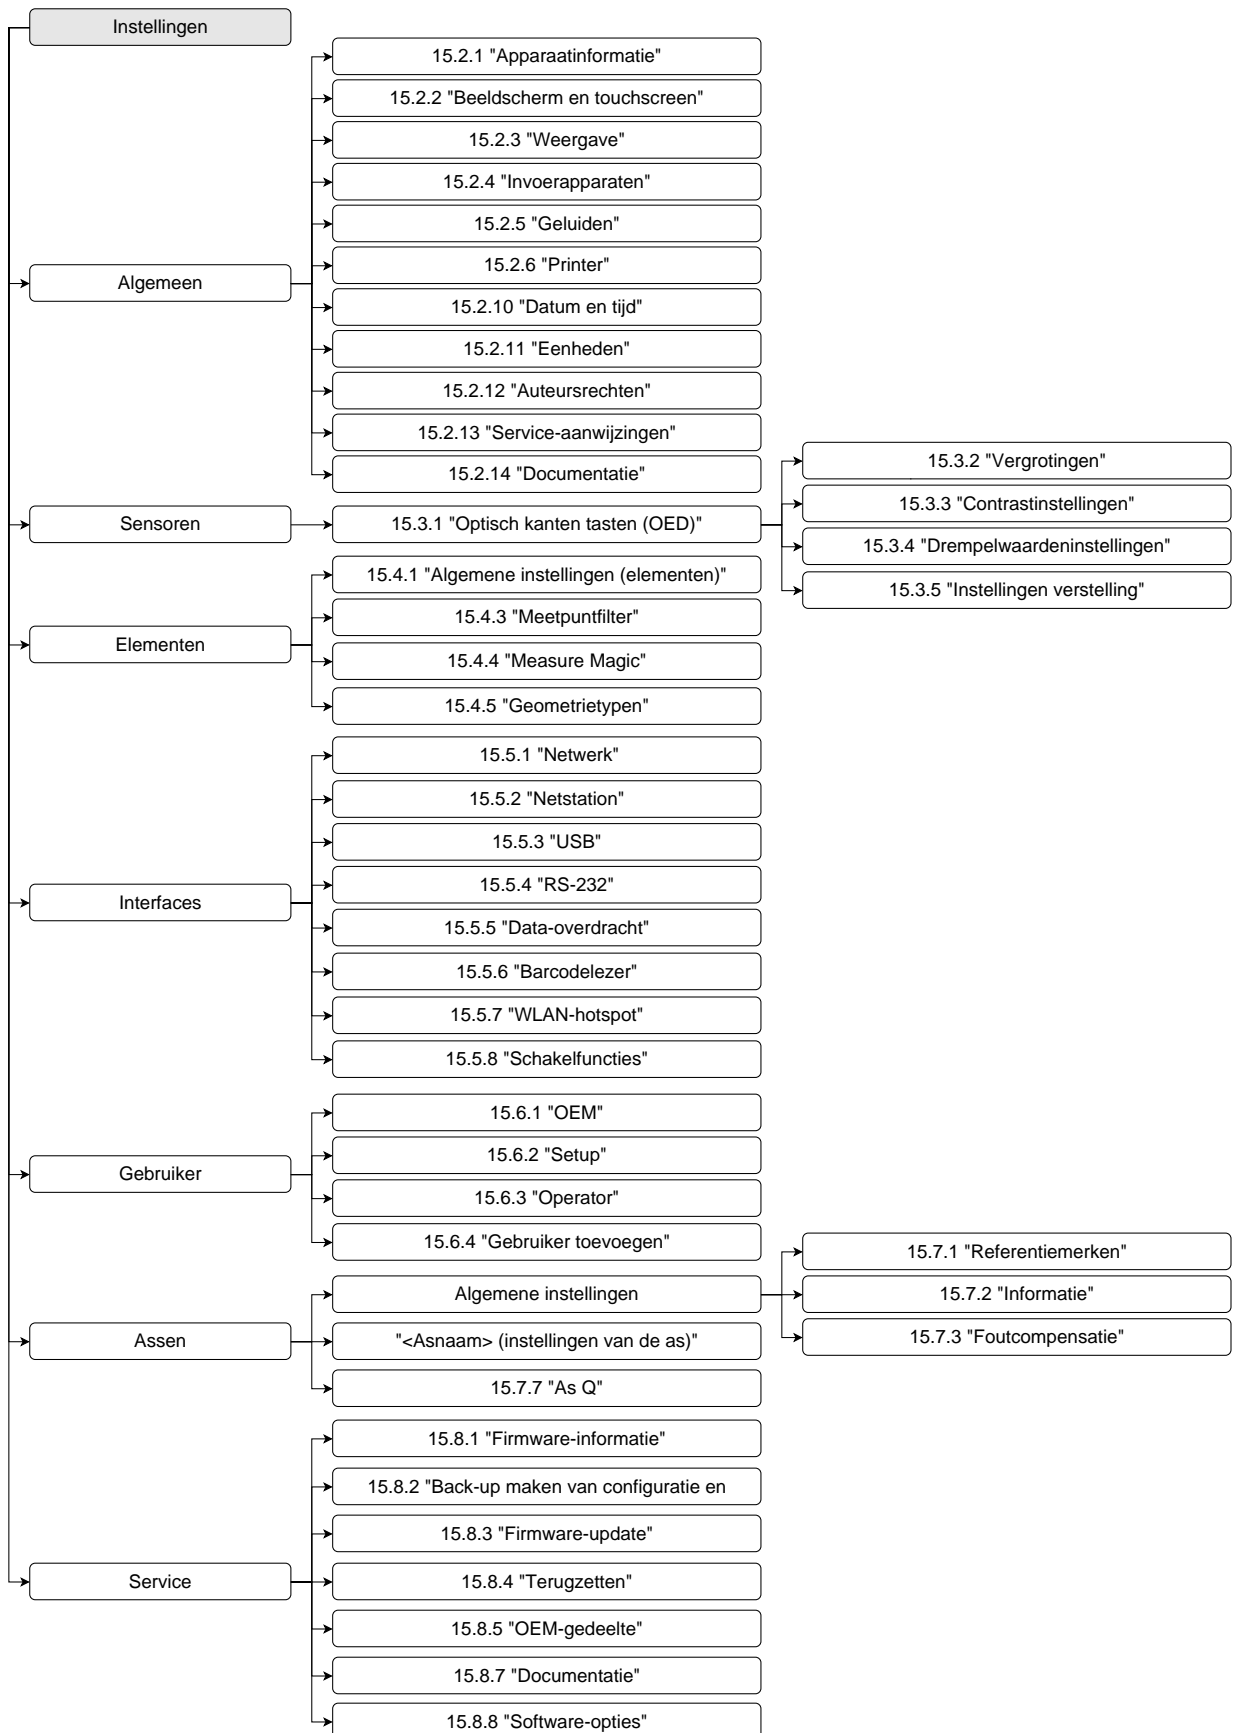 Instellingen
15.2.1 "Apparaatinformatie"
15.2.2 "Beeldscherm en touchscreen"
15.2.3 "Weergave"
15.2.4 "Invoerapparaten"
15.2.5 "Geluiden"
Algemeen
15.2.6 "Printer"
15.2.10 "Datum en tijd"
15.2.11 "Eenheden"
15.2.12 "Auteursrechten"
15.2.13 "Service-aanwijzingen"
15.2.14 "Documentatie"
Sensoren
15.3.1 "Optisch kanten tasten (OED)"
15.3.2 "Vergrotingen"
15.3.3 "Contrastinstellingen"
15.3.4 "Drempelwaardeninstellingen"
15.3.5 "Instellingen verstelling"
Elementen
15.4.1 "Algemene instellingen (elementen)"
15.4.3 "Meetpuntfilter"
15.4.4 "Measure Magic"
15.4.5 "Geometrietypen"
Interfaces
15.5.1 "Netwerk"
15.5.2 "Netstation"
15.5.3 "USB"
15.5.4 "RS-232"
15.5.5 "Data-overdracht"
15.5.6 "Barcodelezer"
15.5.7 "WLAN-hotspot"
15.5.8 "Schakelfuncties"
Gebruiker
15.6.1 "OEM"
15.6.2 "Setup"
15.6.3 "Operator"
15.6.4 "Gebruiker toevoegen"
Assen
Algemene instellingen
15.7.1 "Referentiemerken"
15.7.2 "Informatie"
15.7.3 "Foutcompensatie"
"<Asnaam> (instellingen van de as)"
15.7.7 "As Q"
Service
15.8.1 "Firmware-informatie"
15.8.2 "Back-up maken van configuratie en
15.8.3 "Firmware-update"
15.8.4 "Terugzetten"
15.8.5 "OEM-gedeelte"
15.8.7 "Documentatie"
15.8.8 "Software-opties"